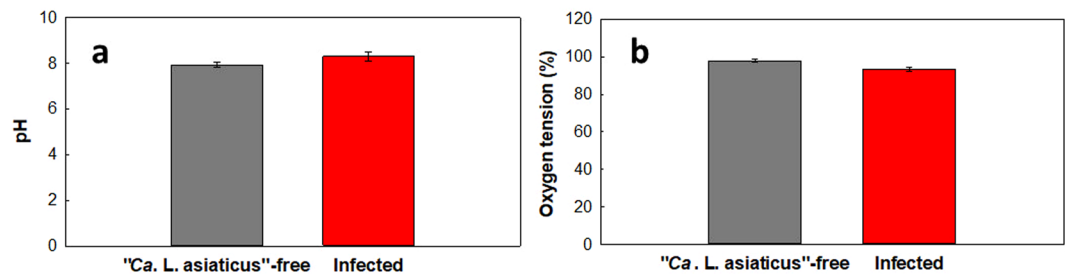 a
pH
10
8
6
4
2
0
"Ca. L. asiaticus"-free Infected
b
Oxygen tension (%)
120
100
80
60
40
20
0
"Ca . L. asiaticus"-free Infected